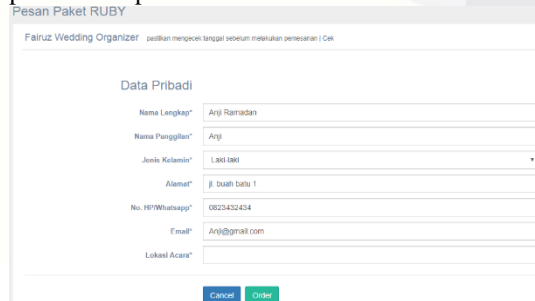 Pesan Paket RUBY
Fairuz Wedding Organizer pastikan mengecek tanggal sebelum melakukan pemesanan | Cek
Data Pribadi
Nama Lengkap* Anji Ramadan
Nama Panggilan* Anji
Jenis Kelamin* Laki-laki
Alamat* jl. buah batu 1
No. HP/Whatsapp* 0823432434
Email* Anji@gmail.com
Lokasi Acara*
Cancel Order